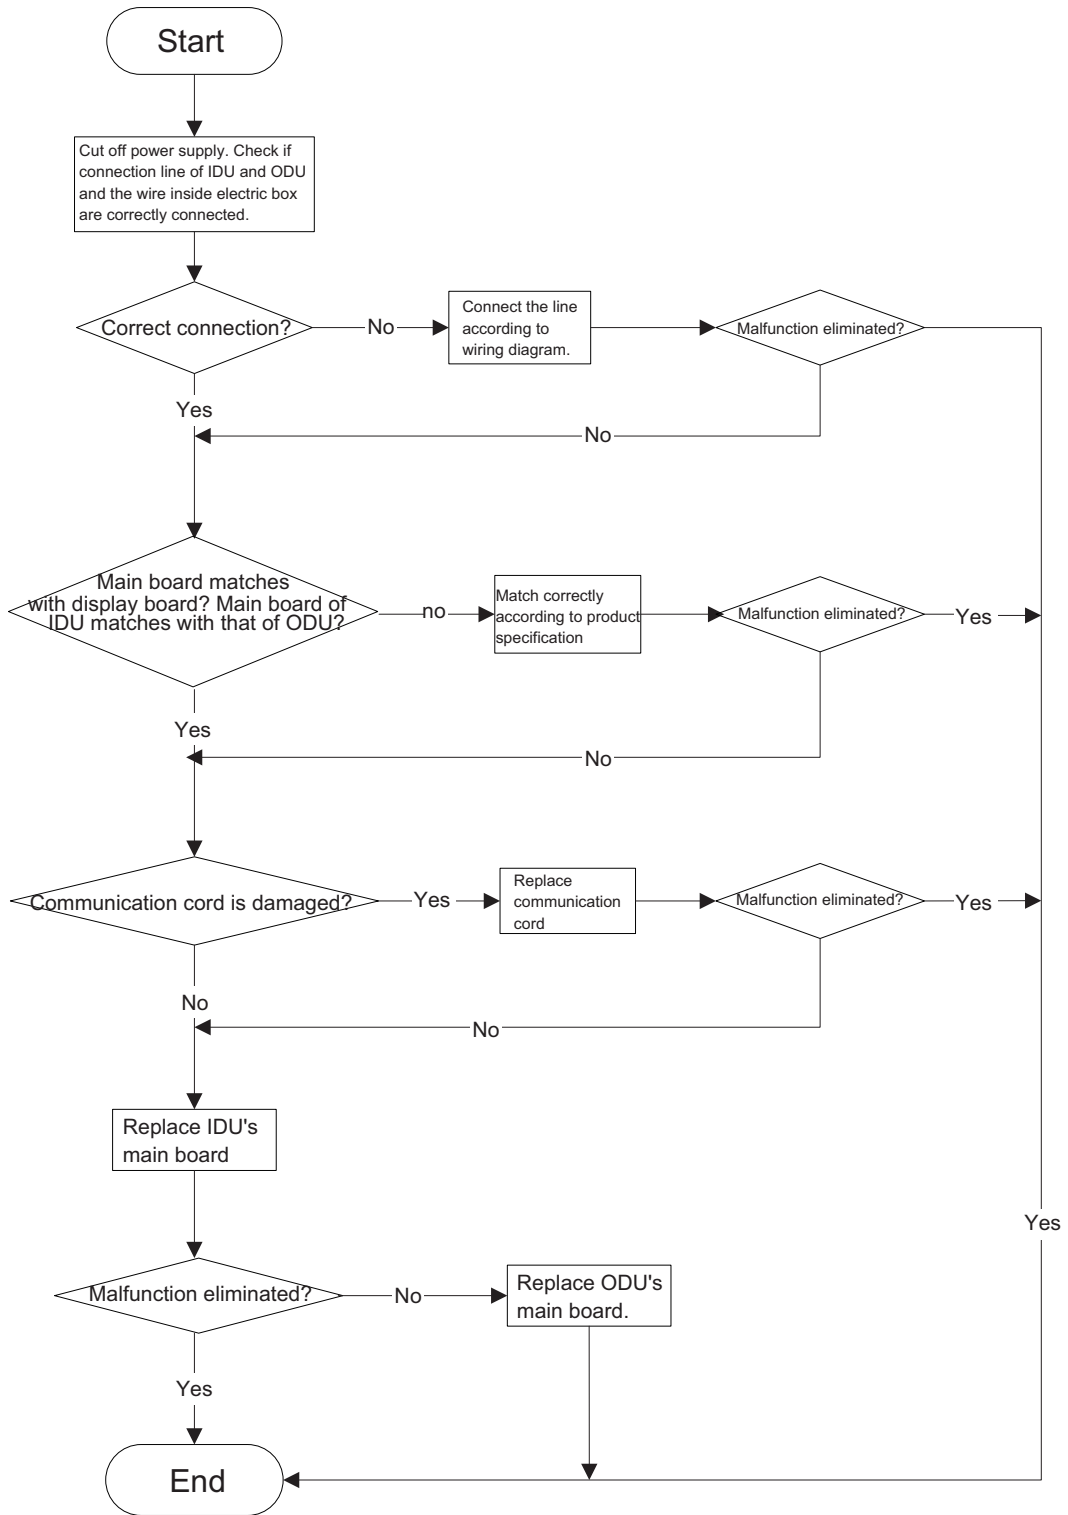 Start
Cut off power supply. Check if
connection line of IDU and ODU
and the wire inside electric box
are correctly connected.
Correct connection?
No
Connect the line
according to
wiring diagram.
Malfunction eliminated?
Yes
No
Main board matches
with display board? Main board of
IDU matches with that of ODU?
no
Match correctly
according to product
specification
Malfunction eliminated?
Yes
Yes
No
Communication cord is damaged?
Yes
Replace
communication
cord
Malfunction eliminated?
Yes
No
No
Replace IDU's
main board
Yes
Malfunction eliminated?
No
Replace ODU's
main board.
Yes
End